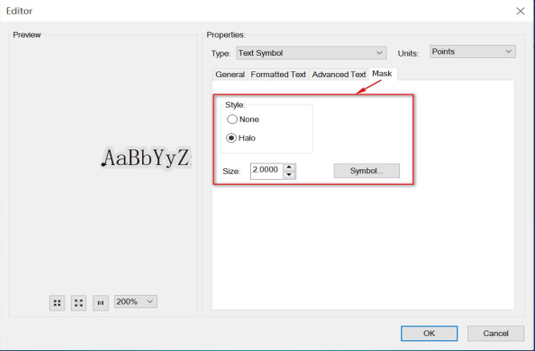 Editor
Preview
Properties:
Type: Text Symbol Units: Points
General Formatted Text Advanced Text Mask
Style:
None
Halo
AaBbYyZ
Size: 2.0000 Symbol...
200%
OK Cancel